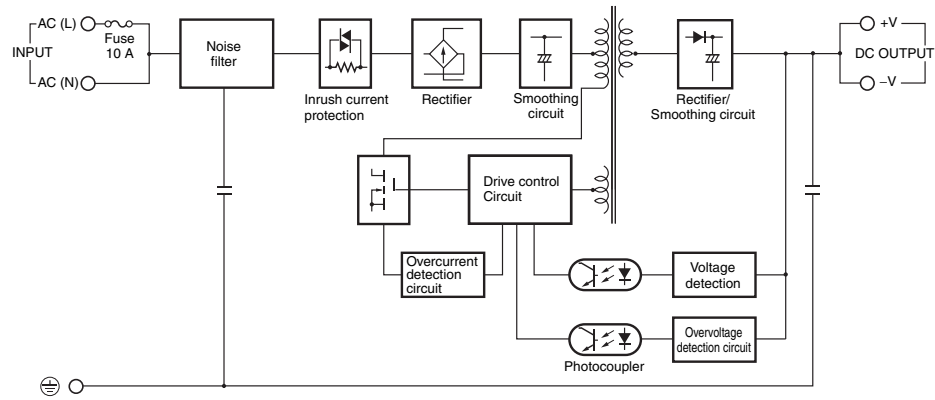 AC (L)
Fuse
10 A
INPUT
AC (N)
Noise
filter
Inrush current
protection
Rectifier
Smoothing
circuit
Rectifier/
Smoothing circuit
+V
DC OUTPUT
–V
Drive control
Circuit
Overcurrent
detection
circuit
Voltage
detection
Overvoltage
detection circuit
Photocoupler